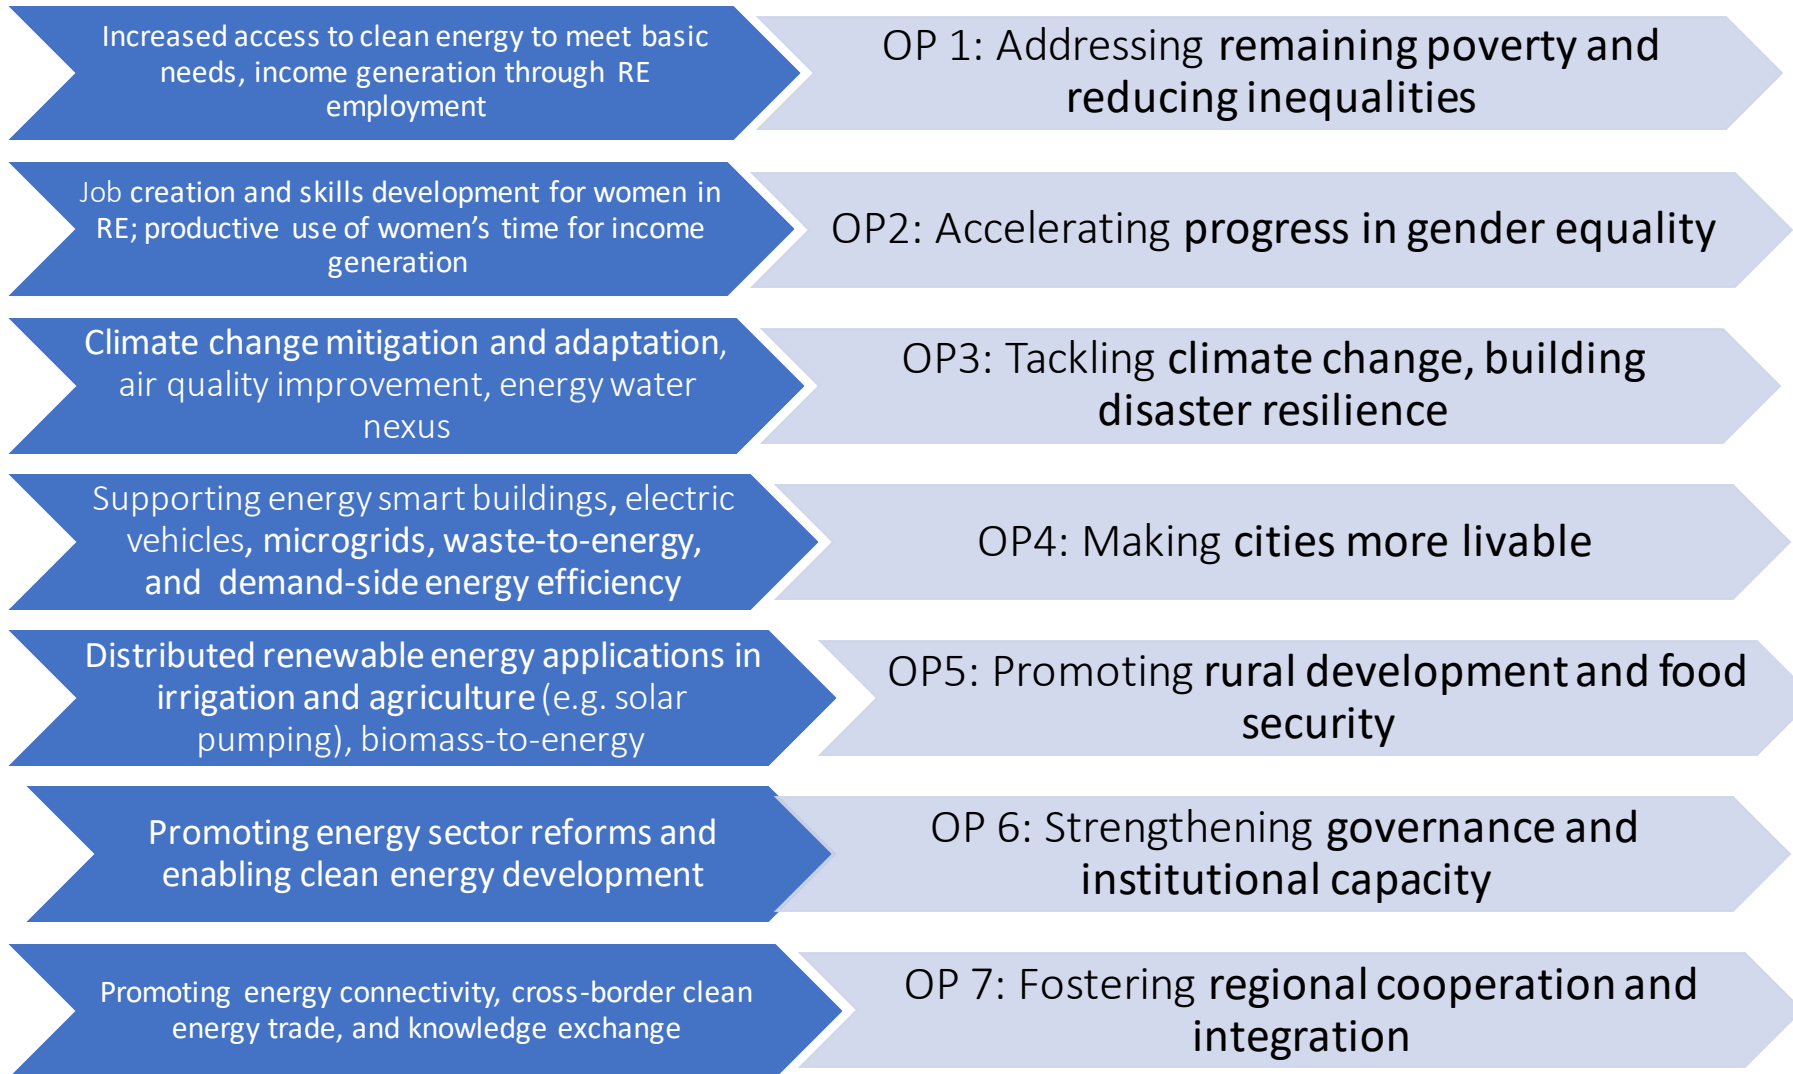 Increased access to clean energy to meet basic
needs, income generation through RE
employment
OP 1: Addressing remaining poverty and
reducing inequalities
Job creation and skills development for women in
RE; productive use of women’s time for income
generation
OP2: Accelerating progress in gender equality
Climate change mitigation and adaptation,
air quality improvement, energy water
nexus
OP3: Tackling climate change, building
disaster resilience
Supporting energy smart buildings, electric
vehicles, microgrids, waste-to-energy,
and demand-side energy efficiency
OP4: Making cities more livable
Distributed renewable energy applications in
irrigation and agriculture (e.g. solar
pumping), biomass-to-energy
OP5: Promoting rural development and food
security
Promoting energy sector reforms and
enabling clean energy development
OP 6: Strengthening governance and
institutional capacity
Promoting energy connectivity, cross-border clean
energy trade, and knowledge exchange
OP 7: Fostering regional cooperation and
integration